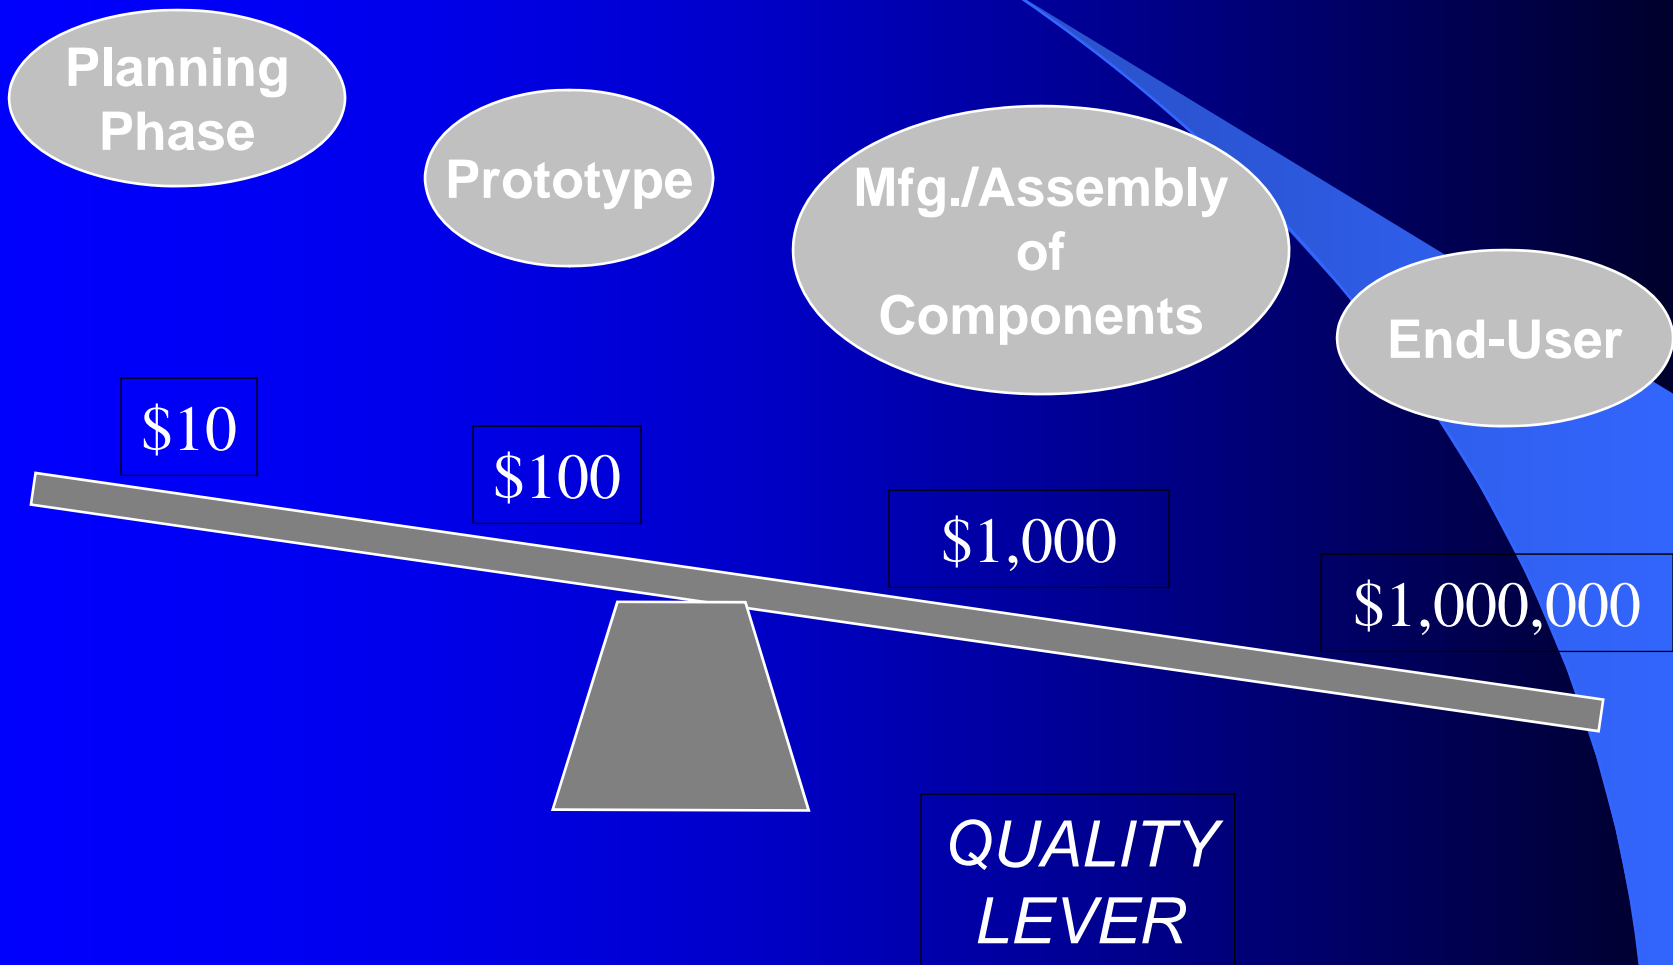 Planning
Phase
Prototype
Mfg./Assembly
of
Components
End-User
$10
$100
$1,000
$1,000,000
QUALITY
LEVER